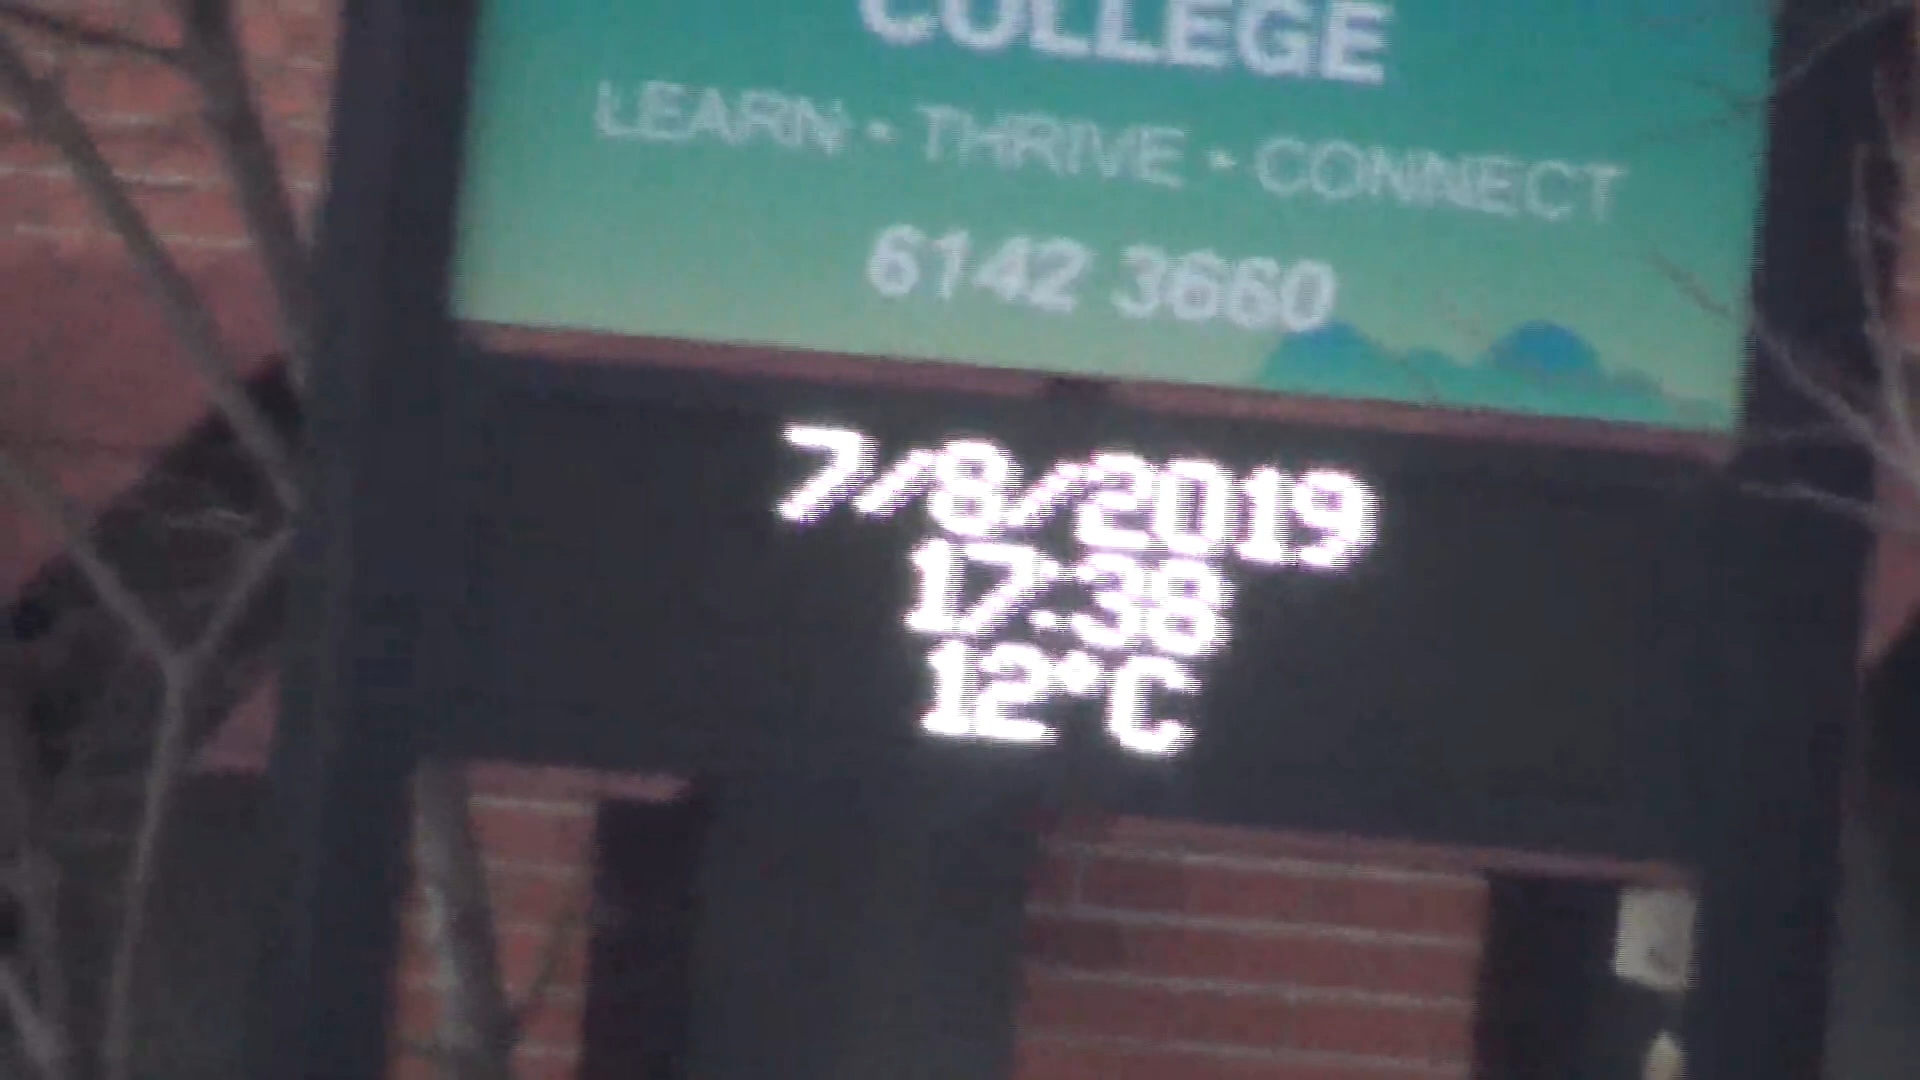 COLLEGE
LEARN • THRIVE • CONNECT
6142 3660
7/8/2019
17:38
12°C